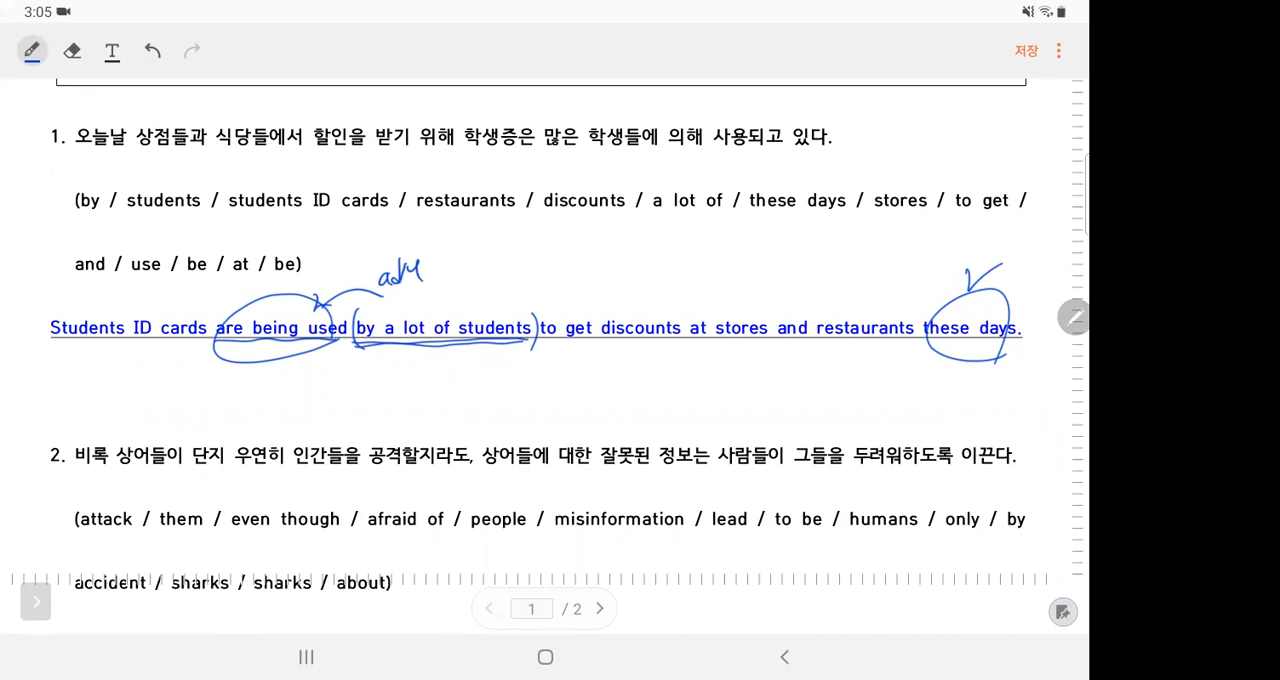 3:05
T
저장
1. 오늘날 상점들과 식당들에서 할인을 받기 위해 학생증은 많은 학생들에 의해 사용되고 있다.
(by / students / students ID cards / restaurants / discounts / a lot of / these days / stores / to get /
and / use / be / at / be)
Students ID cards are being used by a lot of students to get discounts at stores and restaurants these days.
2. 비록 상어들이 단지 우연히 인간들을 공격할지라도, 상어들에 대한 잘못된 정보는 사람들이 그들을 두려워하도록 이끈다.
(attack / them / even though / afraid of / people / misinformation / lead / to be / humans / only / by
accident / sharks / sharks / about)
1 / 2